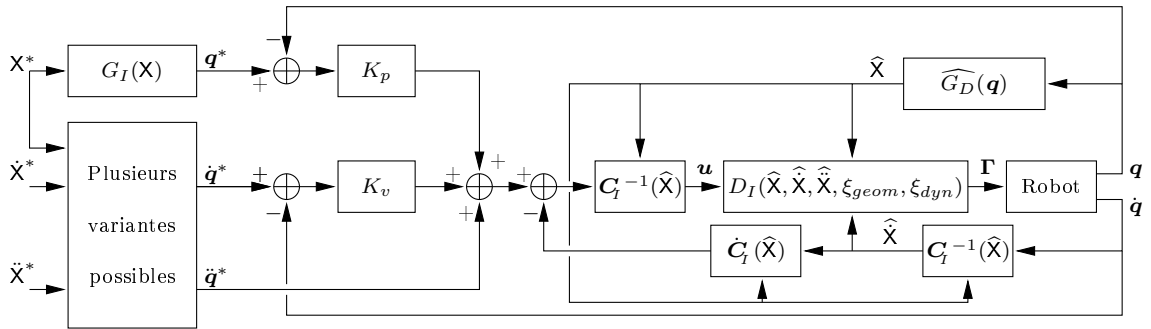 X* G_I(X) q* − + K_p X̂ Ĝ_D(q)
Ẋ* Plusieurs q̇* + − K_v + + + + + − C_I⁻¹(X̂) u D_I(X̂, Ẋ̂, Ẍ̂, ξ_geom, ξ_dyn) Γ Robot q
q̇
variantes
Ċ_I(X̂) Ẋ̂ C_I⁻¹(X̂)
Ẍ* possibles q̈*